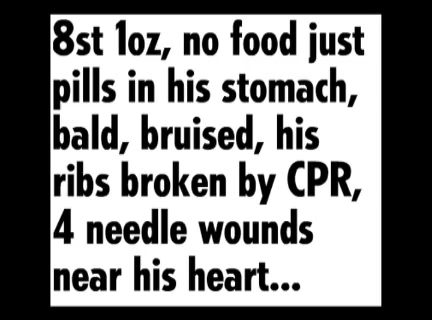 8st 1oz, no food just
pills in his stomach,
bald, bruised, his
ribs broken by CPR,
4 needle wounds
near his heart...